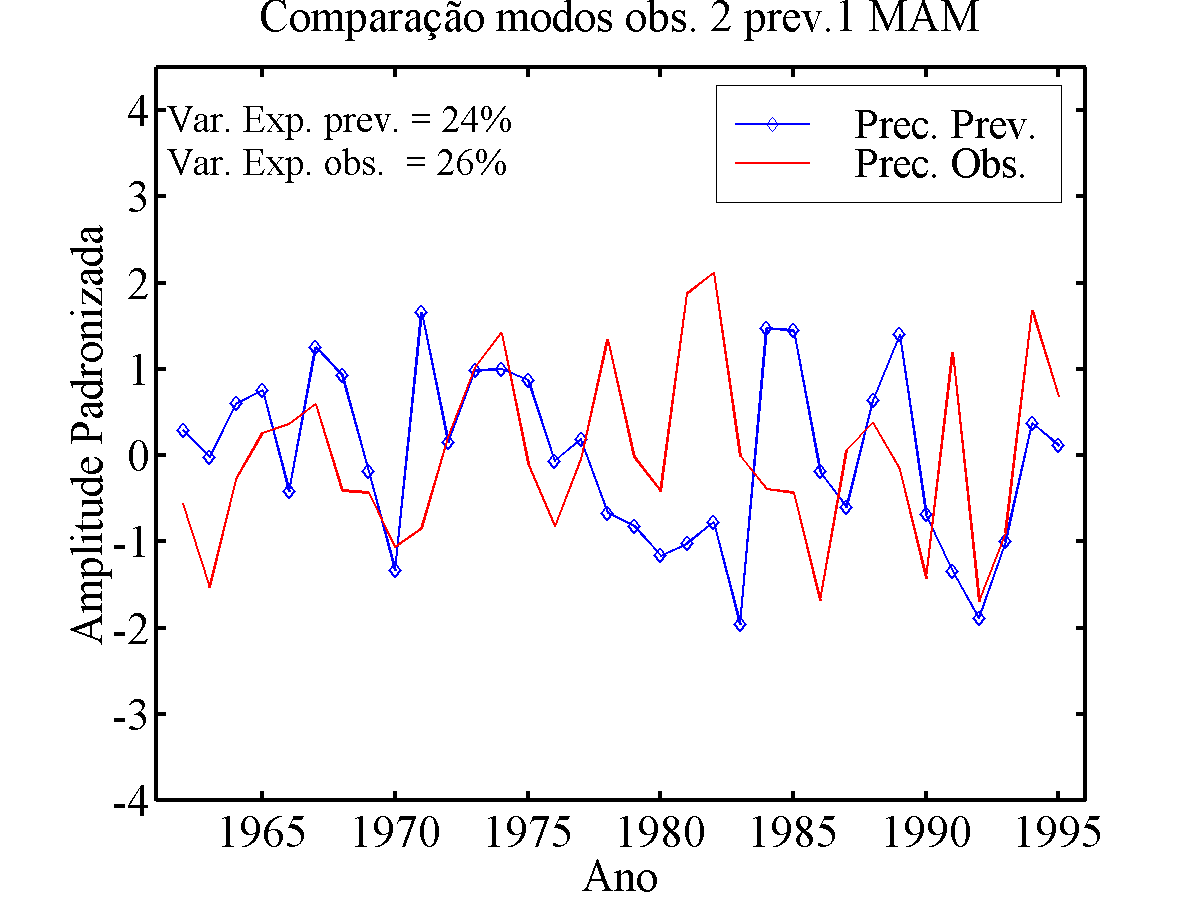 Comparação modos obs. 2 prev.1 MAM
Var. Exp. prev. = 24%
Var. Exp. obs.  = 26%
Prec. Prev.
Prec. Obs.
Amplitude Padronizada
4
3
2
1
0
-1
-2
-3
-4
1965 1970 1975 1980 1985 1990 1995
Ano